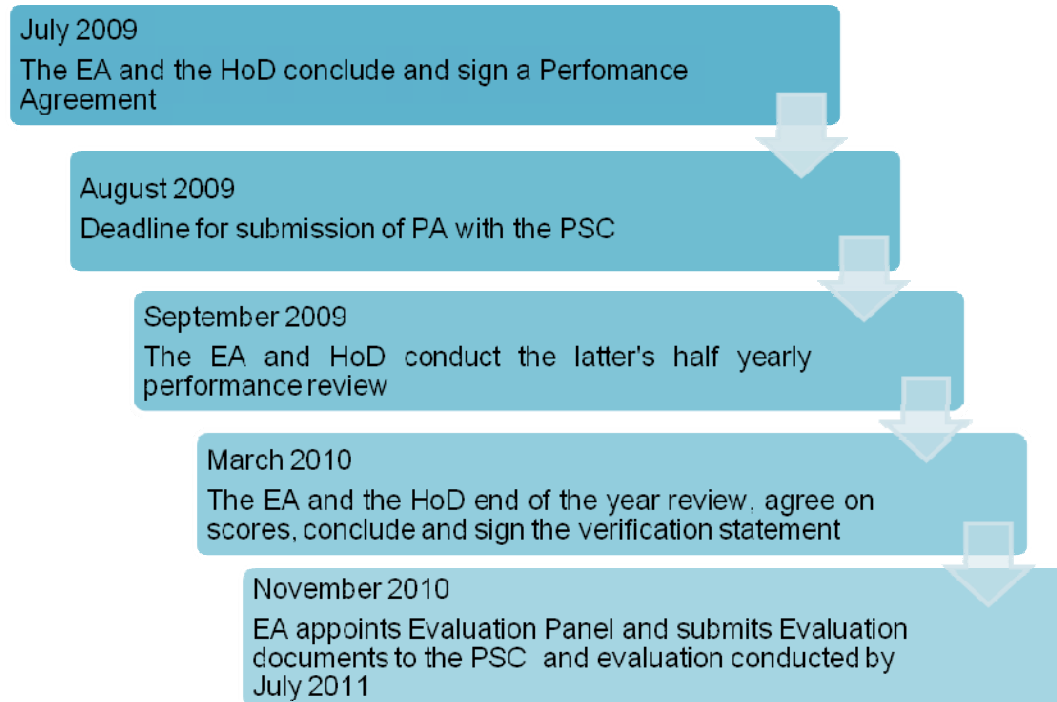 July 2009
The EA and the HoD conclude and sign a Perfomance
Agreement
August 2009
Deadline for submission of PA with the PSC
September 2009
The EA and HoD conduct the latter's half yearly
performance review
March 2010
The EA and the HoD end of the year review, agree on
scores, conclude and sign the verification statement
November 2010
EA appoints Evaluation Panel and submits Evaluation
documents to the PSC and evaluation conducted by
July 2011